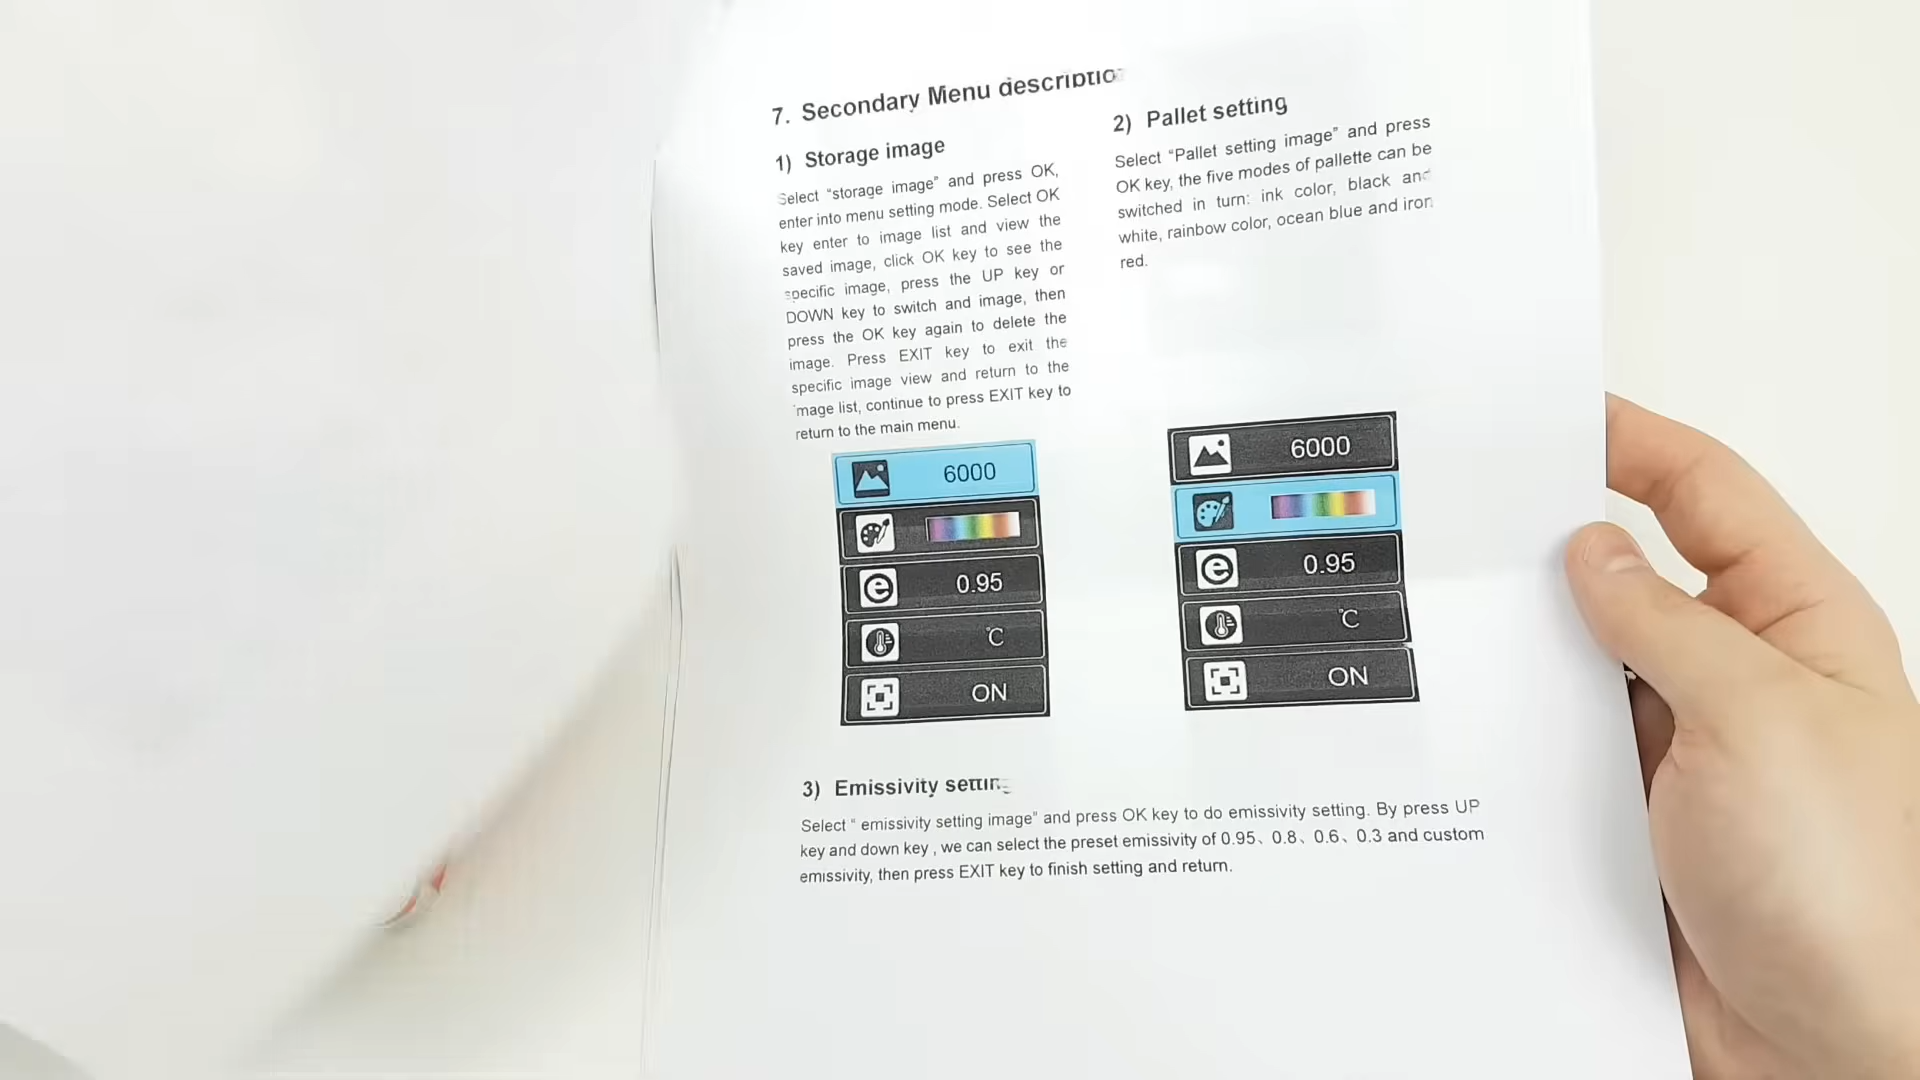 7. Secondary Menu description
1) Storage image
Select “storage image” and press OK,
enter into menu setting mode. Select OK
key enter to image list and view the
saved image, click OK key to see the
specific image, press the UP key or
DOWN key to switch and image, then
press the OK key again to delete the
image. Press EXIT key to exit the
specific image view and return to the
image list, continue to press EXIT key to
return to the main menu.
6000
e 0.95
℃
ON
2) Pallet setting
Select “Pallet setting image” and press
OK key, the five modes of pallette can be
switched in turn: ink color, black and
white, rainbow color, ocean blue and iron
red.
6000
e 0.95
℃
ON
3) Emissivity setting
Select “ emissivity setting image” and press OK key to do emissivity setting. By press UP
key and down key , we can select the preset emissivity of 0.95、0.8、0.6、0.3 and custom
emissivity, then press EXIT key to finish setting and return.